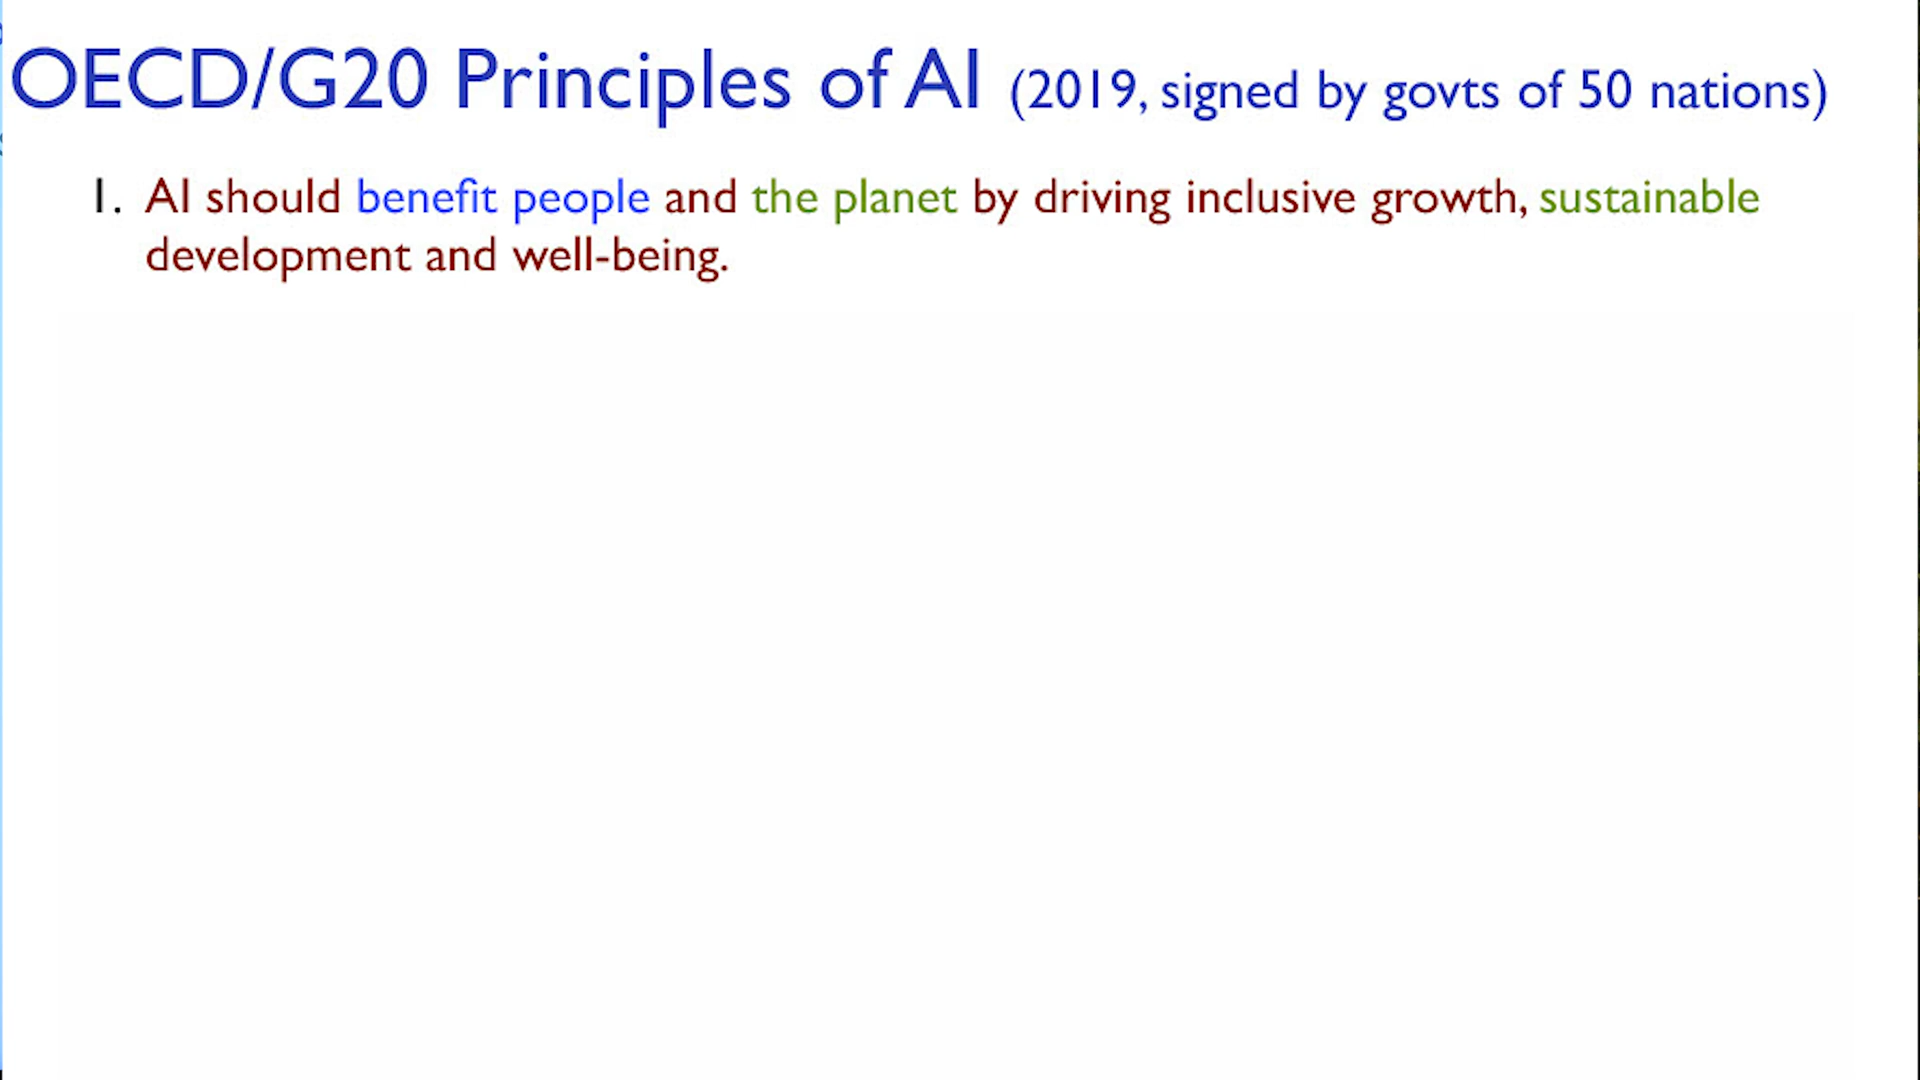 OECD/G20 Principles of AI (2019, signed by govts of 50 nations)
1. AI should benefit people and the planet by driving inclusive growth, sustainable
development and well-being.